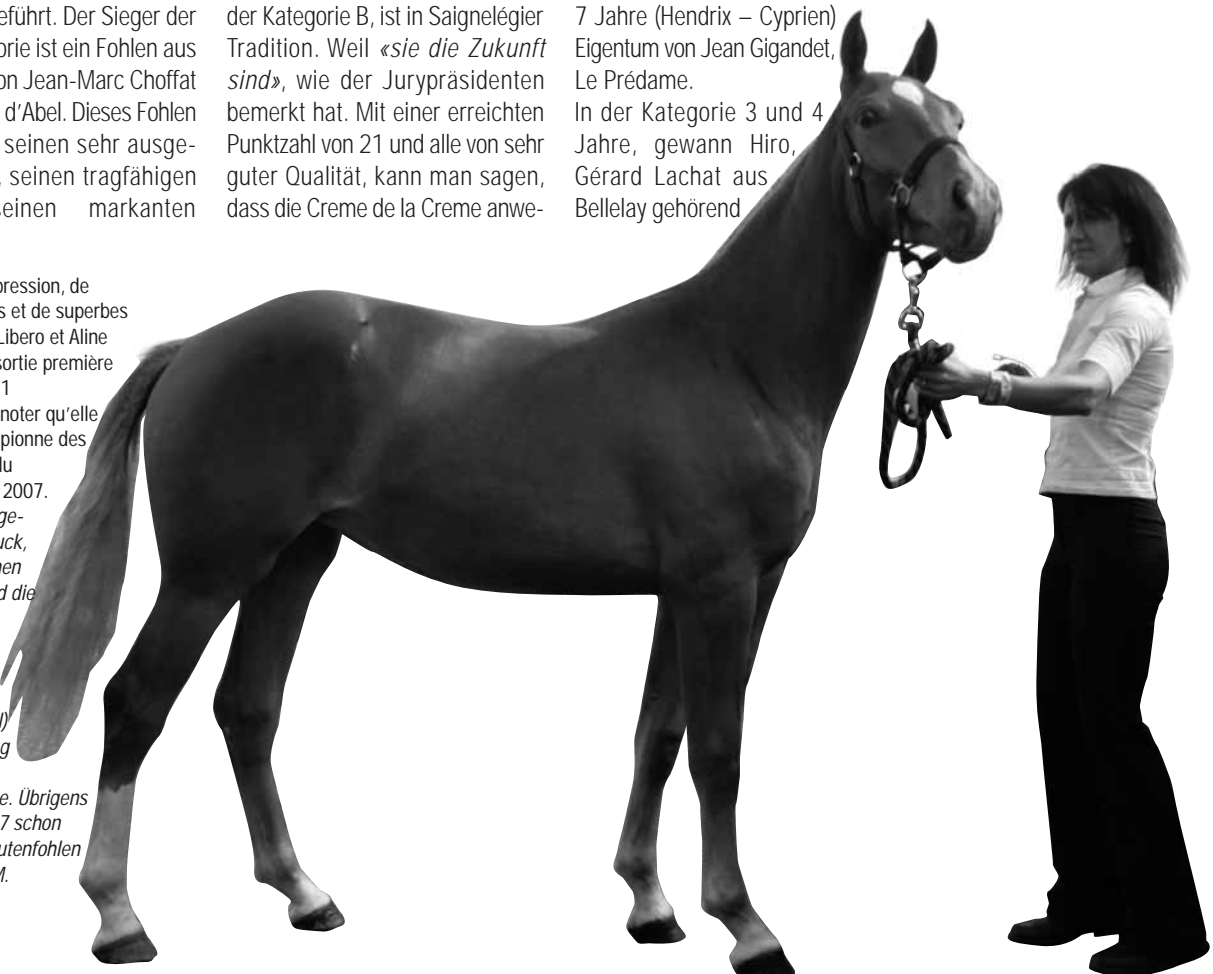 eführt. Der Sieger der
orie ist ein Fohlen aus
on Jean-Marc Choffat
d'Abel. Dieses Fohlen
seinen sehr ausge-
, seinen tragfähigen
seinen markanten
der Kategorie B, ist in Saignelégier
Tradition. Weil «sie die Zukunft
sind», wie der Jurypräsidenten
bemerkt hat. Mit einer erreichten
Punktzahl von 21 und alle von sehr
guter Qualität, kann man sagen,
dass die Creme de la Creme anwe-
7 Jahre (Hendrix – Cyprien)
Eigentum von Jean Gigandet,
Le Prédame.
In der Kategorie 3 und 4
Jahre, gewann Hiro,
Gérard Lachat aus
Bellelay gehörend
pression, de
s et de superbes
Libero et Aline
sortie première
1
noter qu'elle
pionne des
du
2007.
ge-
uck,
nen
d die
l)
g
e. Übrigens
7 schon
utenfohlen
M.